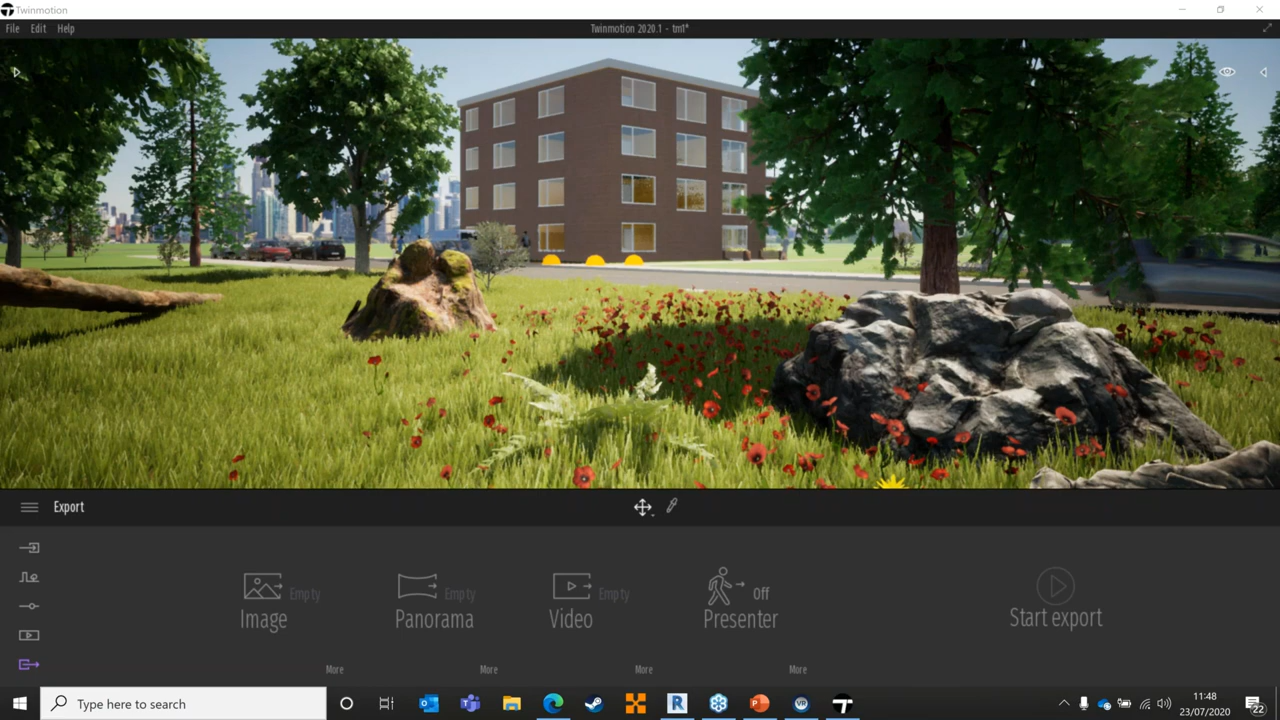 Twinmotion
File Edit Help
Twinmotion 2020.1 - tm1*
Export
Empty
Image
Empty
Panorama
Empty
Video
Off
Presenter
Start export
More
More
More
More
Type here to search
11:48
23/07/2020
22